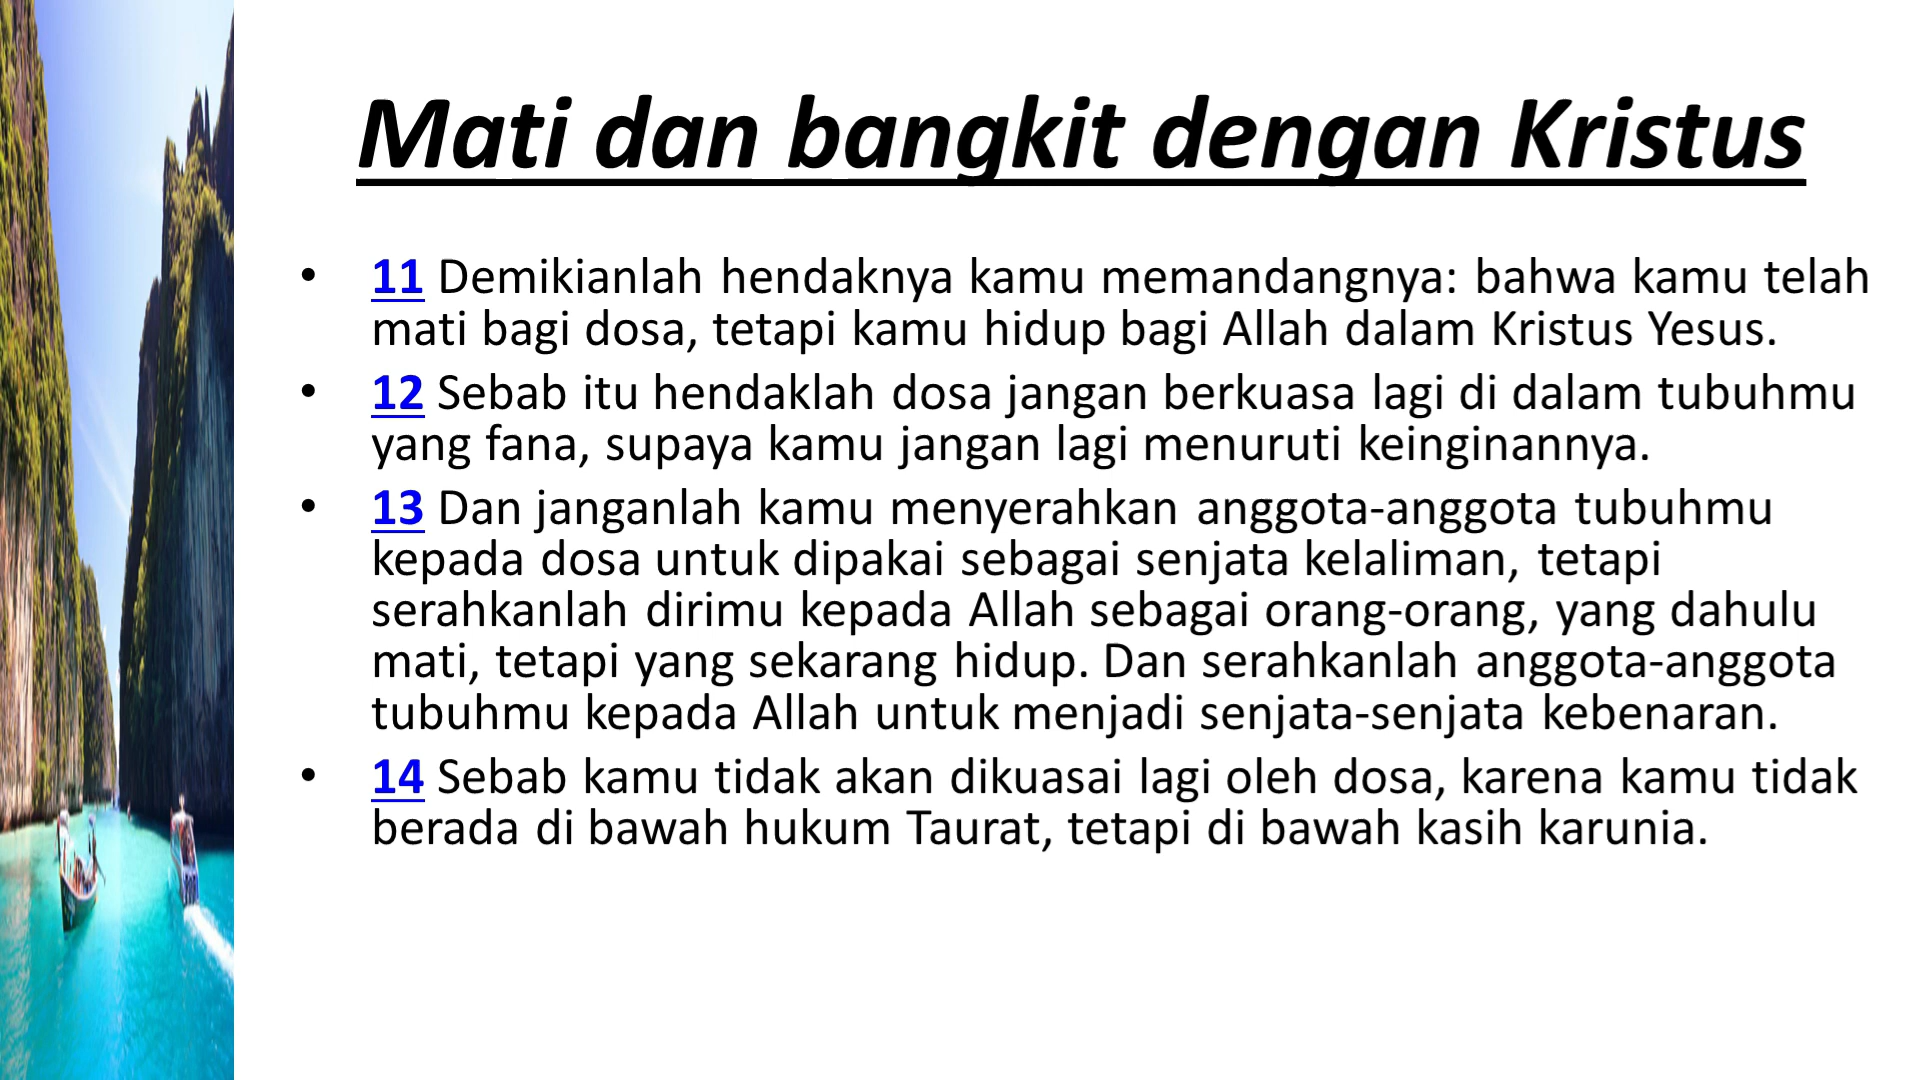 Mati dan bangkit dengan Kristus
• 11 Demikianlah hendaknya kamu memandangnya: bahwa kamu telah
mati bagi dosa, tetapi kamu hidup bagi Allah dalam Kristus Yesus.
• 12 Sebab itu hendaklah dosa jangan berkuasa lagi di dalam tubuhmu
yang fana, supaya kamu jangan lagi menuruti keinginannya.
• 13 Dan janganlah kamu menyerahkan anggota-anggota tubuhmu
kepada dosa untuk dipakai sebagai senjata kelaliman, tetapi
serahkanlah dirimu kepada Allah sebagai orang-orang, yang dahulu
mati, tetapi yang sekarang hidup. Dan serahkanlah anggota-anggota
tubuhmu kepada Allah untuk menjadi senjata-senjata kebenaran.
• 14 Sebab kamu tidak akan dikuasai lagi oleh dosa, karena kamu tidak
berada di bawah hukum Taurat, tetapi di bawah kasih karunia.